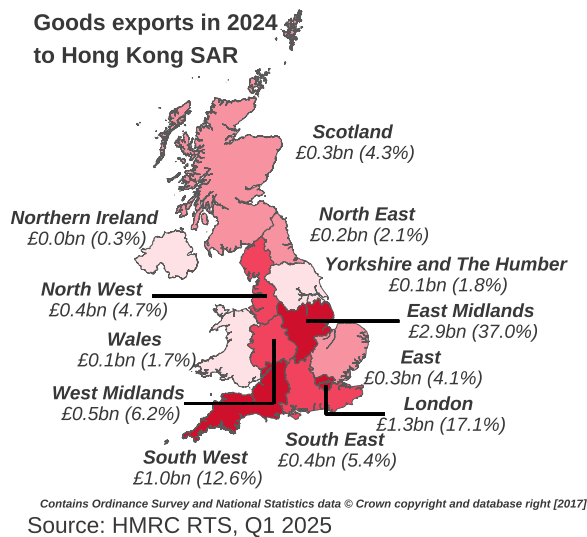 Goods exports in 2024
to Hong Kong SAR
Scotland
£0.3bn (4.3%)
Northern Ireland
£0.0bn (0.3%)
North East
£0.2bn (2.1%)
Yorkshire and The Humber
£0.1bn (1.8%)
North West
£0.4bn (4.7%)
East Midlands
£2.9bn (37.0%)
Wales
£0.1bn (1.7%)
East
£0.3bn (4.1%)
West Midlands
£0.5bn (6.2%)
London
£1.3bn (17.1%)
South East
£0.4bn (5.4%)
South West
£1.0bn (12.6%)
Contains Ordinance Survey and National Statistics data © Crown copyright and database right [2017]
Source: HMRC RTS, Q1 2025